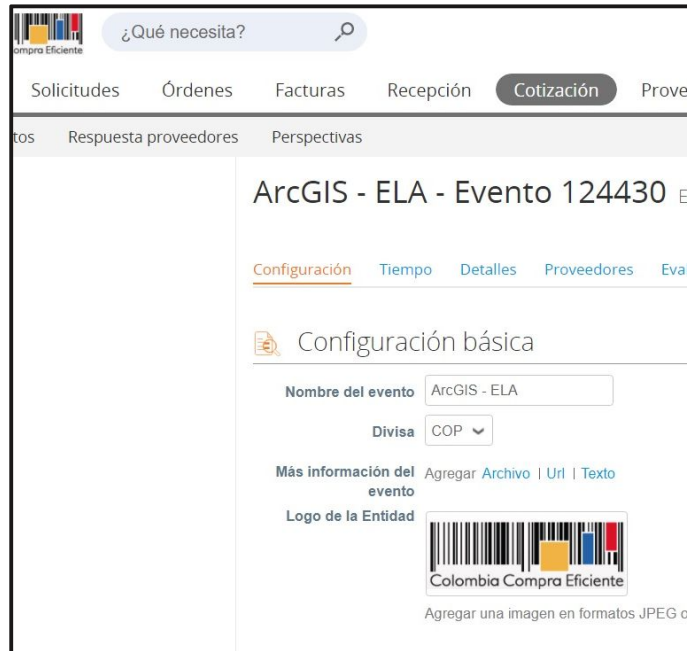 ompra Eficiente
¿Qué necesita?
Solicitudes Órdenes Facturas Recepción Cotización Prove
tos Respuesta proveedores Perspectivas
ArcGIS - ELA - Evento 124430 E
Configuración Tiempo Detalles Proveedores Eva
Configuración básica
Nombre del evento ArcGIS - ELA
Divisa COP
Más información del evento Agregar Archivo | Url | Texto
Logo de la Entidad
Colombia Compra Eficiente
Agregar una imagen en formatos JPEG o